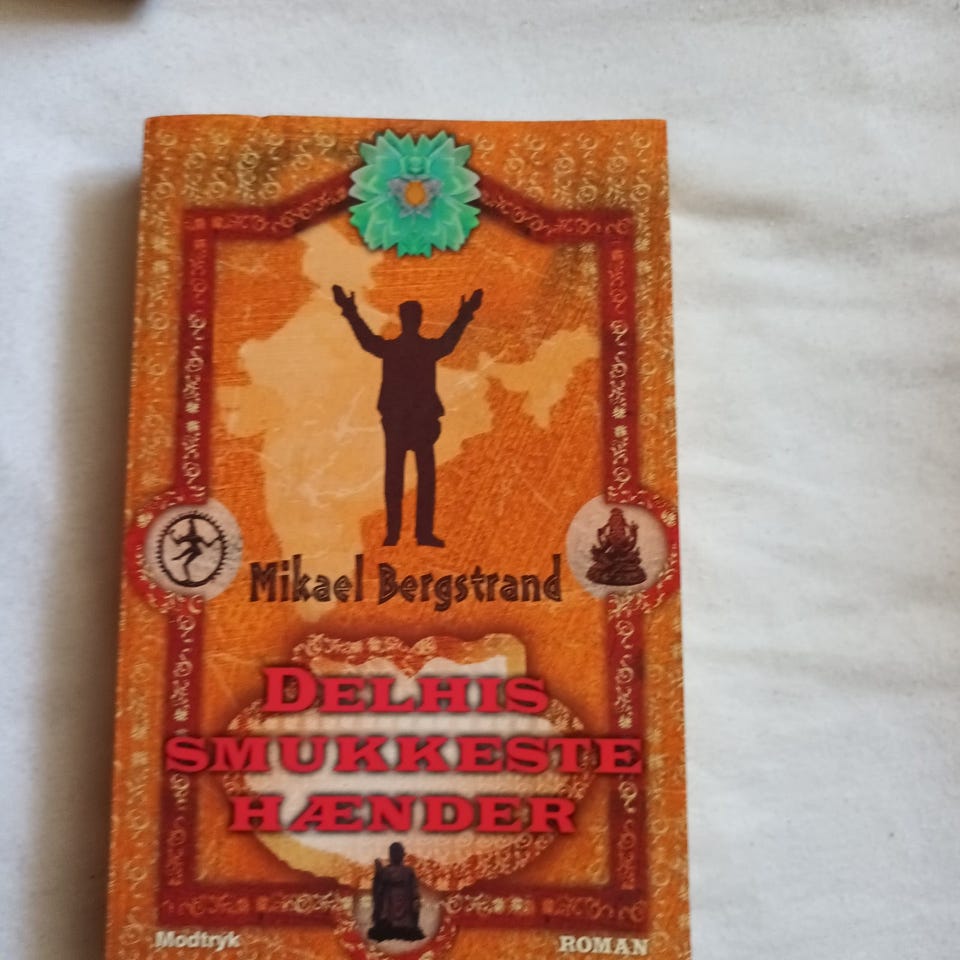 Mikael Bergstrand
DELHIS
SMUKKESTE
HÆNDER
Modtryk
ROMAN